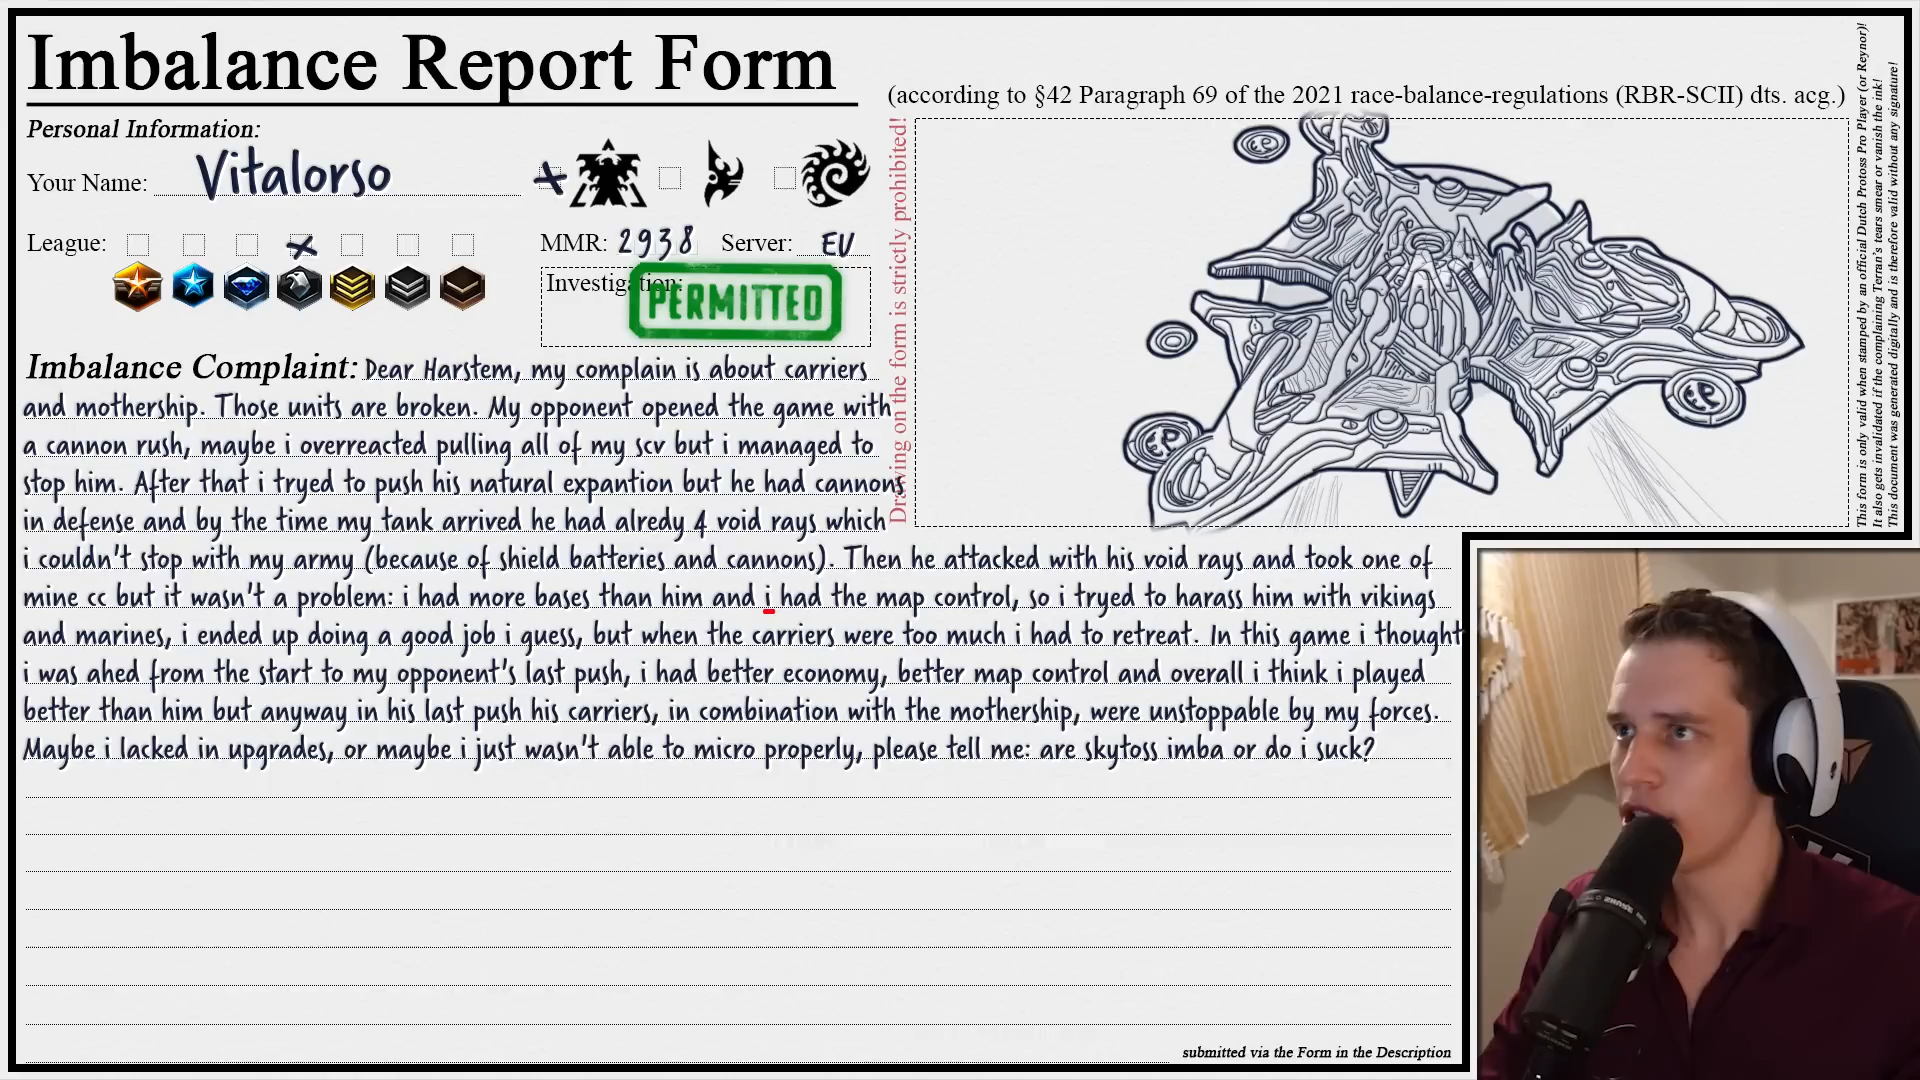 Imbalance Report Form
(according to §42 Paragraph 69 of the 2021 race-balance-regulations (RBR-SCII) dts. acg.)
Personal Information:
Your Name: Vitalorso
League:
MMR: 2938 Server: EU
Investigation:
PERMITTED
Imbalance Complaint: Dear Harstem, my complain is about carriers
and mothership. Those units are broken. My opponent opened the game with
a cannon rush, maybe i overreacted pulling all of my scv but i managed to
stop him. After that i tryed to push his natural expantion but he had cannons
in defense and by the time my tank arrived he had alredy 4 void rays which
i couldn't stop with my army (because of shield batteries and cannons). Then he attacked with his void rays and took one of
mine cc but it wasn't a problem: i had more bases than him and i had the map control, so i tryed to harass him with vikings
and marines, i ended up doing a good job i guess, but when the carriers were too much i had to retreat. In this game i thought
i was ahed from the start to my opponent's last push, i had better economy, better map control and overall i think i played
better than him but anyway in his last push his carriers, in combination with the mothership, were unstoppable by my forces.
Maybe i lacked in upgrades, or maybe i just wasn't able to micro properly, please tell me: are skytoss imba or do i suck?
Drawing on the form is strictly prohibited!
This form is only valid when stamped by an official Dutch Protoss Pro Player (or Reynor)!
It also gets invalidated if the complaining Terran's tears smear or vanish the ink!
This document was generated digitally and is therefore valid without any signature!
submitted via the Form in the Description